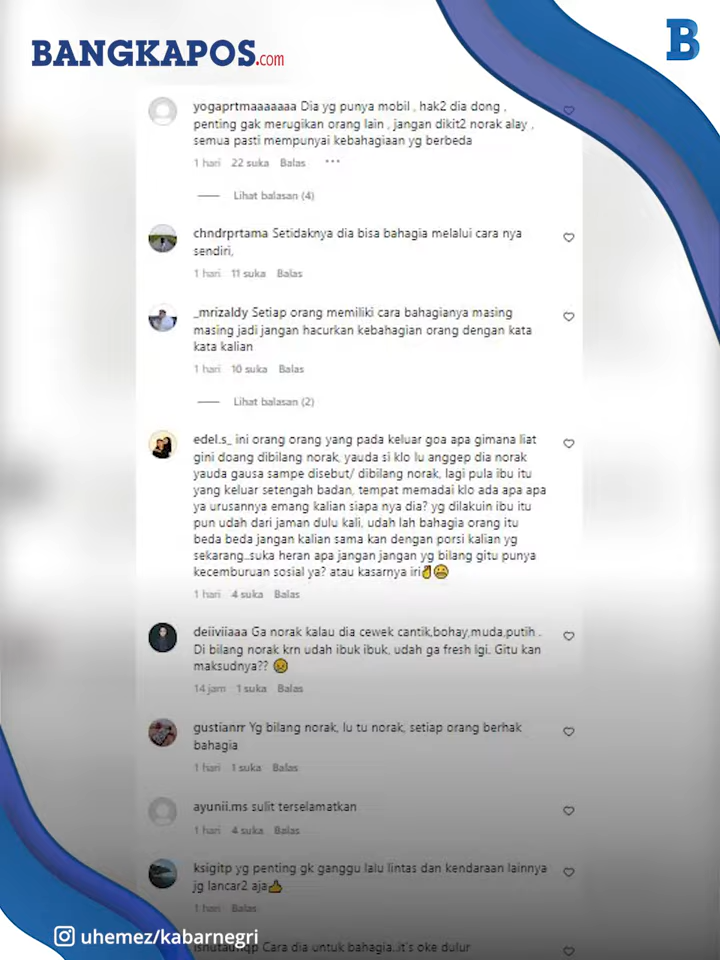 BANGKAPOS.com
B
yogaprtmaaaaaaa Dia yg punya mobil , hak2 dia dong ,
penting gak merugikan orang lain , jangan dikit2 norak alay ,
semua pasti mempunyai kebahagiaan yg berbeda
1 hari 22 suka Balas ...
Lihat balasan (4)
chndrprtama Setidaknya dia bisa bahagia melalui cara nya
sendiri,
1 hari 11 suka Balas
_mrizaldy Setiap orang memiliki cara bahagianya masing
masing jadi jangan hacurkan kebahagian orang dengan kata
kata kalian
1 hari 10 suka Balas
Lihat balasan (2)
edel.s_ ini orang orang yang pada keluar goa apa gimana liat
gini doang dibilang norak, yauda si klo lu anggep dia norak
yauda gausa sampe disebut/ dibilang norak, lagi pula ibu itu
yang keluar setengah badan, tempat memadai klo ada apa apa
ya urusannya emang kalian siapa nya dia? yg dilakuin ibu itu
pun udah dari jaman dulu kali, udah lah bahagia orang itu
beda beda jangan kalian sama kan dengan porsi kalian yg
sekarang..suka heran apa jangan jangan yg bilang gitu punya
kecemburuan sosial ya? atau kasarnya iri
1 hari 4 suka Balas
deiiviiaaa Ga norak kalau dia cewek cantik,bohay,muda,putih .
Di bilang norak krn udah ibuk ibuk, udah ga fresh lgi. Gitu kan
maksudnya??
14 jam 1 suka Balas
gustianrr Yg bilang norak, lu tu norak, setiap orang berhak
bahagia
1 hari 1 suka Balas
ayunii.ms sulit terselamatkan
1 hari 4 suka Balas
ksigitp yg penting gk ganggu lalu lintas dan kendaraan lainnya
jg lancar2 aja
1 hari Balas
uhemez/kabarnegri
Cara dia untuk bahagia..it's oke dulur